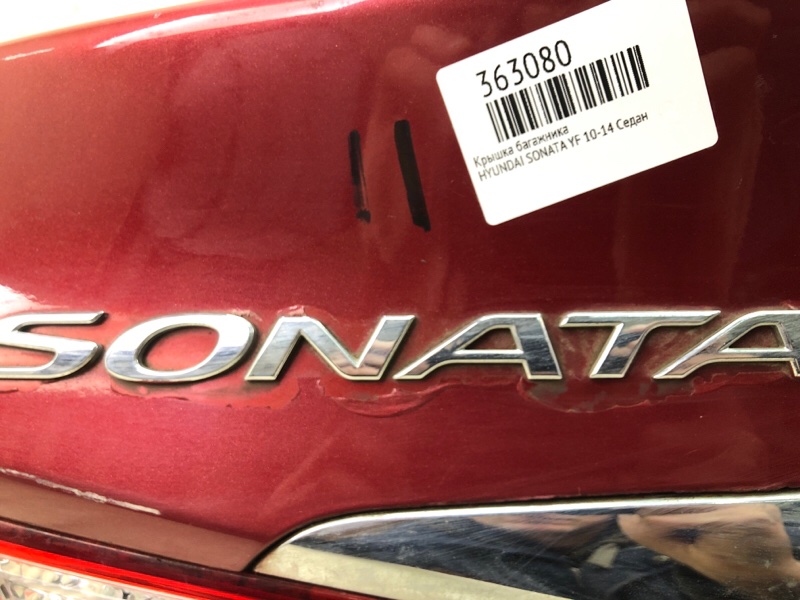 363080
Крышка багажника
HYUNDAI SONATA YF 10-14 Седан
SONATA